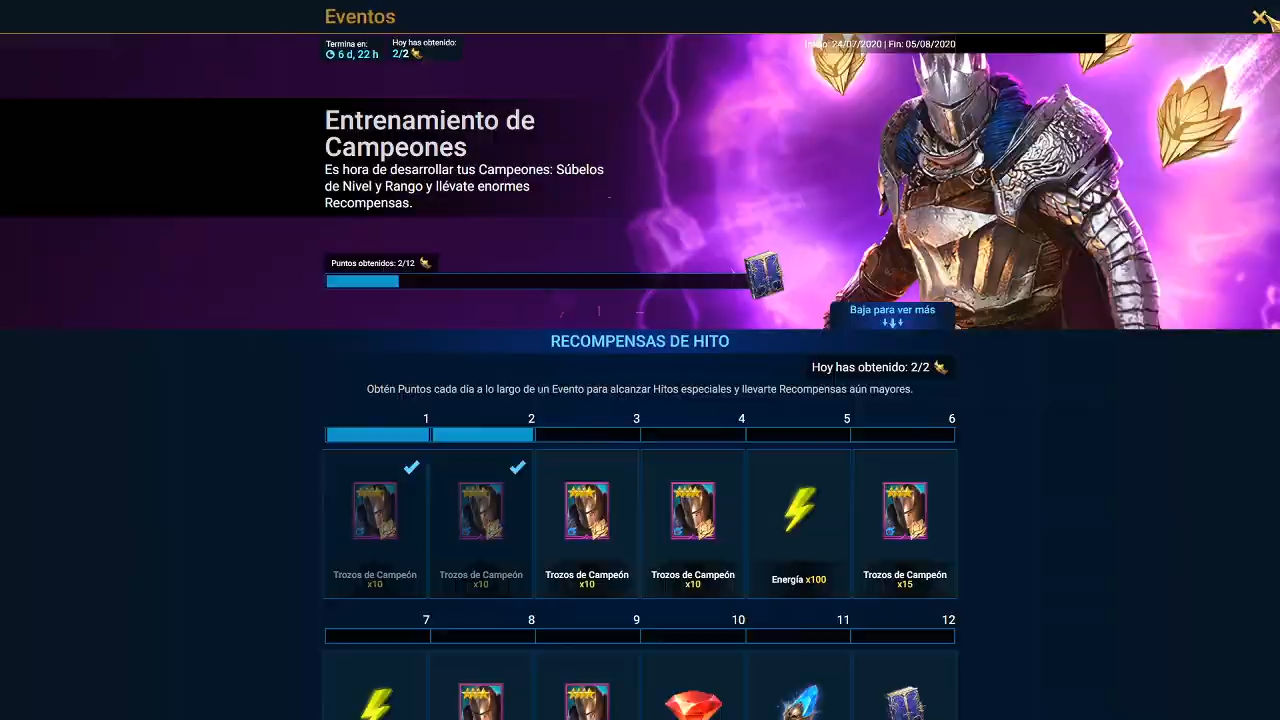 Eventos
Termina en:
6 d, 22 h
Hoy has obtenido:
2/2
Inicio: 24/07/2020 | Fin: 05/08/2020
Entrenamiento de
Campeones
Es hora de desarrollar tus Campeones: Súbelos
de Nivel y Rango y llévate enormes
Recompensas.
Puntos obtenidos: 2/12
Baja para ver más
RECOMPENSAS DE HITO
Hoy has obtenido: 2/2
Obtén Puntos cada día a lo largo de un Evento para alcanzar Hitos especiales y llevarte Recompensas aún mayores.
1 2 3 4 5 6
Trozos de Campeón
x10
Trozos de Campeón
x10
Trozos de Campeón
x10
Trozos de Campeón
x10
Energía x100
Trozos de Campeón
x15
7 8 9 10 11 12